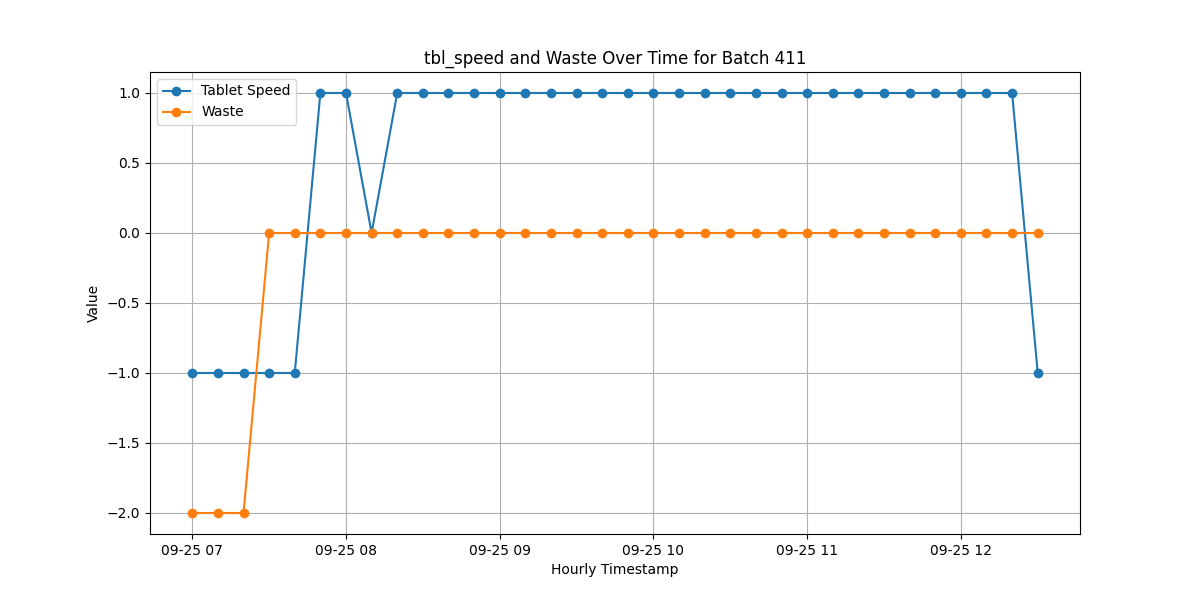 tbl_speed and Waste Over Time for Batch 411
Tablet Speed
Waste
1.0
0.5
0.0
−0.5
−1.0
−1.5
−2.0
Value
09-25 07
09-25 08
09-25 09
09-25 10
09-25 11
09-25 12
Hourly Timestamp